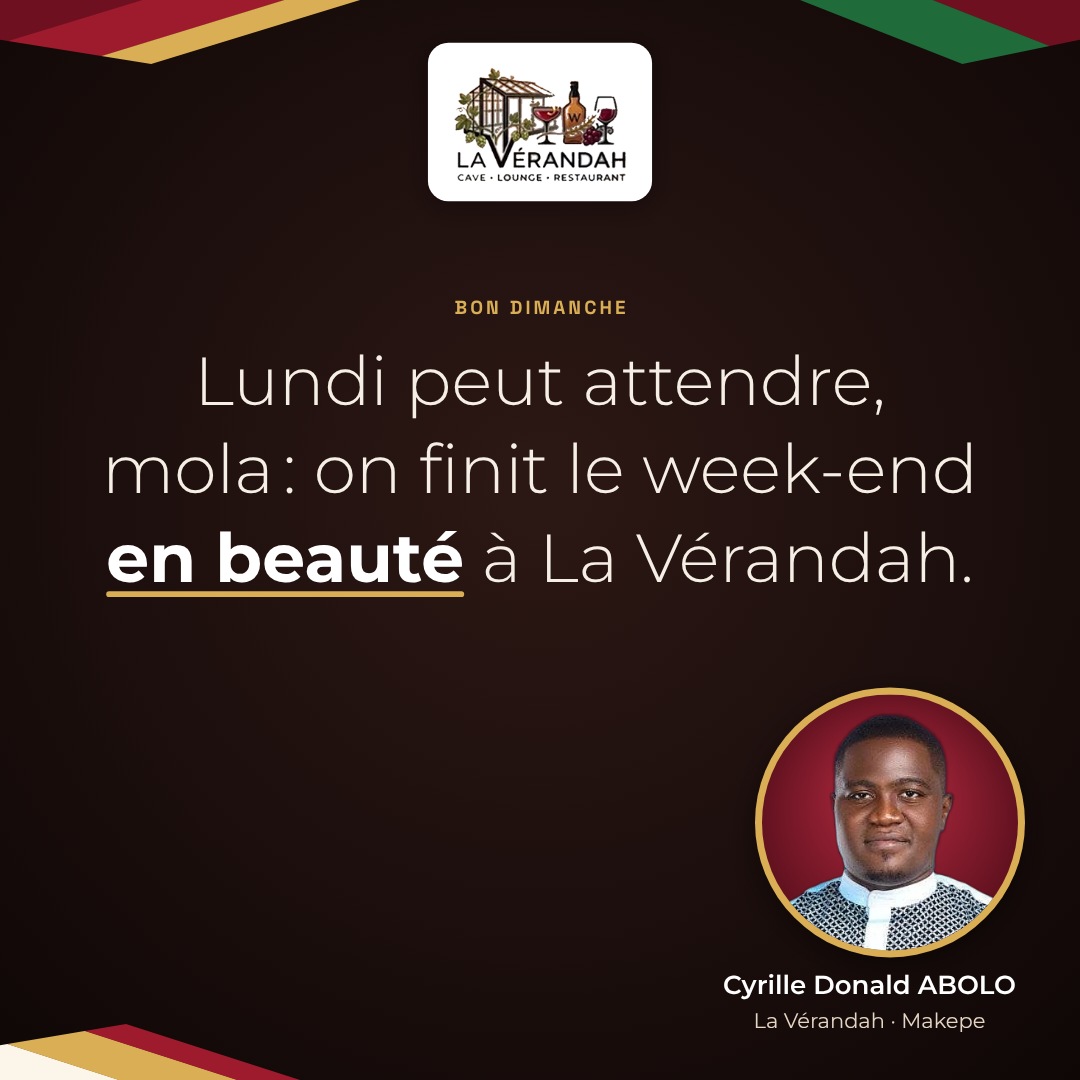 W
LA VÉRANDAH
CAVE • LOUNGE • RESTAURANT
BON DIMANCHE
Lundi peut attendre,
mola : on finit le week-end
en beauté à La Vérandah.
Cyrille Donald ABOLO
La Vérandah · Makepe